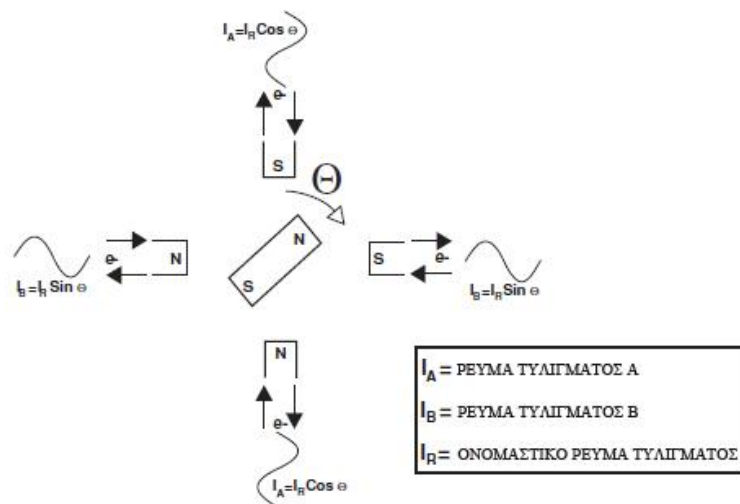 I_A=I_R Cos Θ
e-
S
Θ
N
S
e-
N
I_B=I_R Sin Θ
S
e-
I_B=I_R Sin Θ
N
e-
I_A=I_R Cos Θ
I_A = ΡΕΥΜΑ ΤΥΛΙΓΜΑΤΟΣ Α
I_B = ΡΕΥΜΑ ΤΥΛΙΓΜΑΤΟΣ Β
I_R = ΟΝΟΜΑΣΤΙΚΟ ΡΕΥΜΑ ΤΥΛΙΓΜΑΤΟΣ